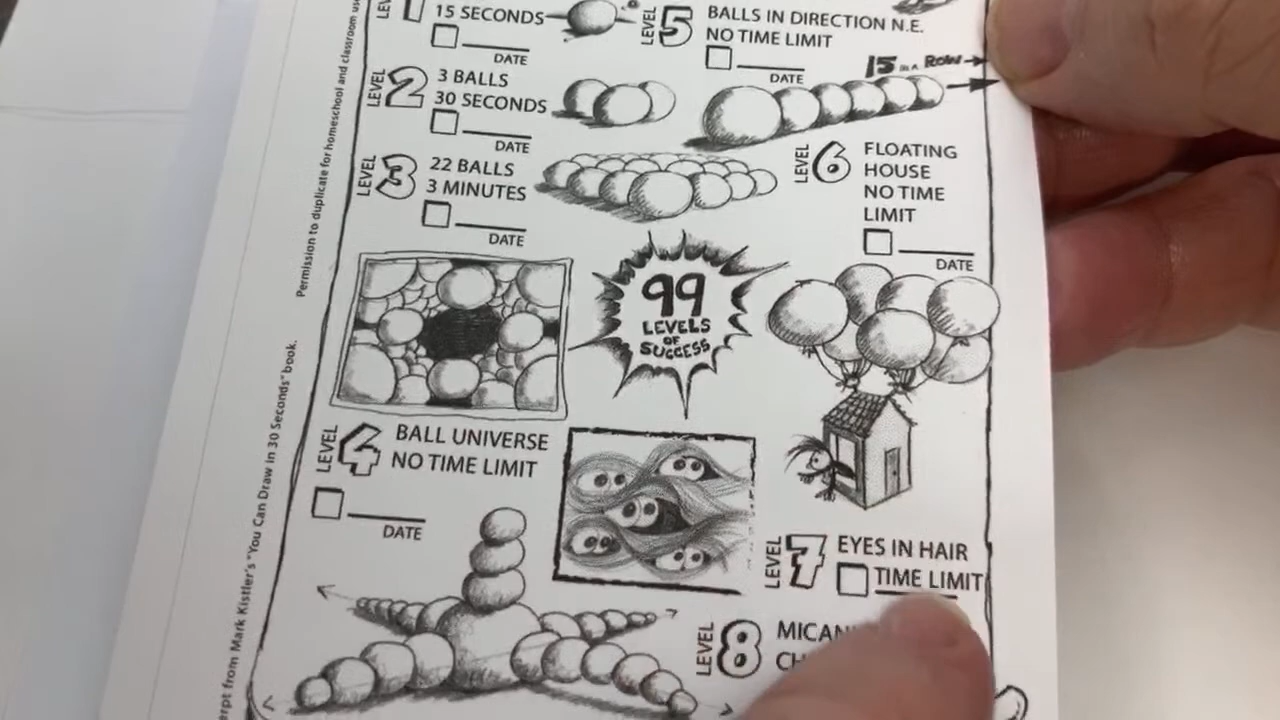 LEVEL 1
15 SECONDS
DATE
LEVEL 2
3 BALLS
30 SECONDS
DATE
LEVEL 3
22 BALLS
3 MINUTES
DATE
LEVEL 4
BALL UNIVERSE
NO TIME LIMIT
DATE
99
LEVELS
OF
SUCCESS
LEVEL 5
BALLS IN DIRECTION N.E.
NO TIME LIMIT
DATE
15 IN A ROW
LEVEL 6
FLOATING
HOUSE
NO TIME
LIMIT
DATE
LEVEL 7
EYES IN HAIR
TIME LIMIT
LEVEL 8
Permission to duplicate for homeschool and classroom
from Mark Kistler's "You Can Draw in 30 Seconds" book.